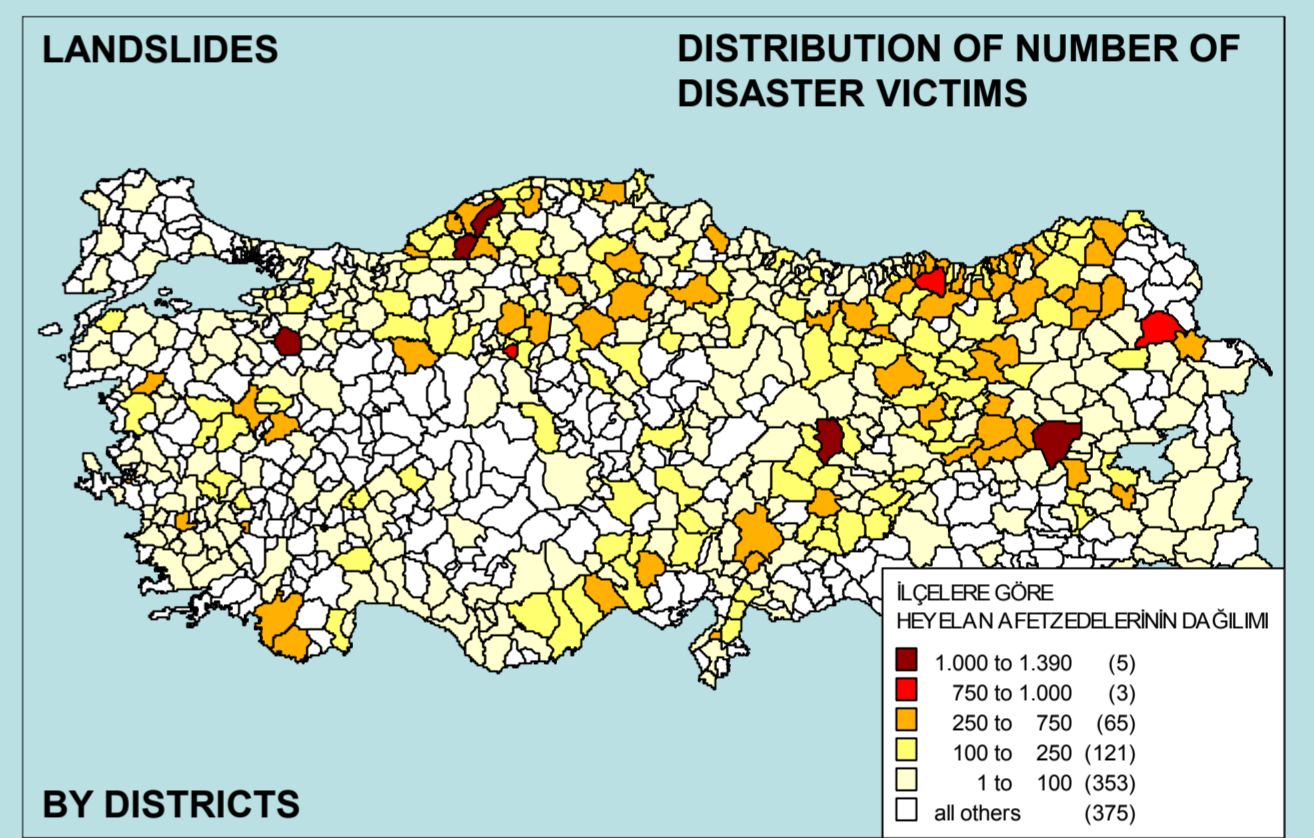 LANDSLIDES
DISTRIBUTION OF NUMBER OF
DISASTER VICTIMS
İLÇELERE GÖRE
HEYELAN AFETZEDELERİNİN DAĞILIMI
1.000 to 1.390 (5)
750 to 1.000 (3)
250 to 750 (65)
100 to 250 (121)
1 to 100 (353)
all others (375)
BY DISTRICTS